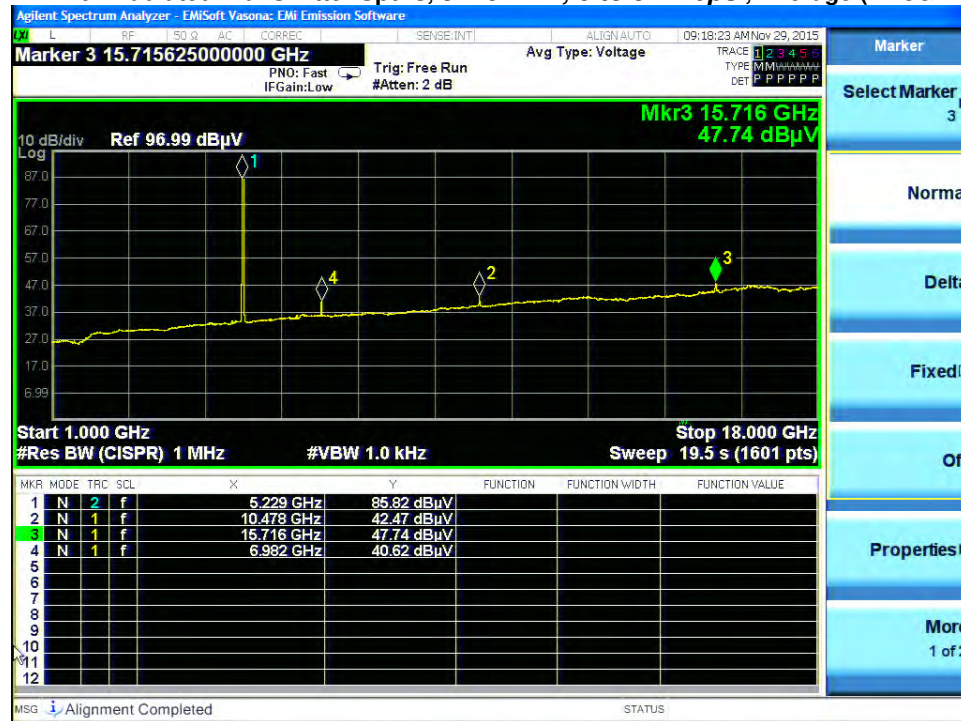 Agilent Spectrum Analyzer - EMiSoft Vasona: EMI Emission Software
LXI L RF 50 Ω AC CORREC SENSE:INT ALIGN AUTO 09:18:23 AM Nov 29, 2015
Marker 3 15.715625000000 GHz
PNO: Fast
IFGain:Low
Trig: Free Run
#Atten: 2 dB
Avg Type: Voltage
TRACE 1 2 3 4 5 6
TYPE
DET P P P P P P
Mkr3 15.716 GHz
47.74 dBµV
10 dB/div Ref 96.99 dBµV
Log
87.0
77.0
67.0
57.0
47.0
37.0
27.0
17.0
6.99
1
4
2
3
Start 1.000 GHz
Stop 18.000 GHz
#Res BW (CISPR) 1 MHz
#VBW 1.0 kHz
Sweep 19.5 s (1601 pts)
MKR MODE TRC SCL X Y FUNCTION FUNCTION WIDTH FUNCTION VALUE
1 N 2 f 5.229 GHz 85.82 dBµV
2 N 1 f 10.478 GHz 42.47 dBµV
3 N 1 f 15.716 GHz 47.74 dBµV
4 N 1 f 6.982 GHz 40.62 dBµV
5
6
7
8
9
10
11
12
MSG Alignment Completed STATUS
Marker
Select Marker
3
Norma
Delta
Fixed
Of
Properties
More
1 of 2